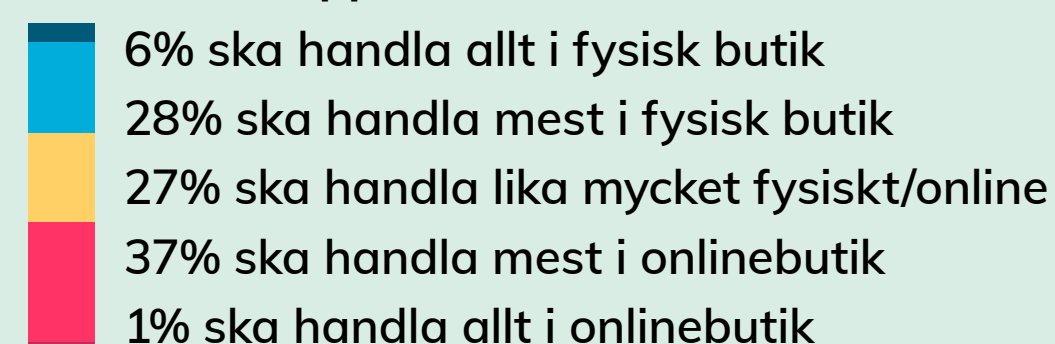 6% ska handla allt i fysisk butik
28% ska handla mest i fysisk butik
27% ska handla lika mycket fysiskt/online
37% ska handla mest i onlinebutik
1% ska handla allt i onlinebutik